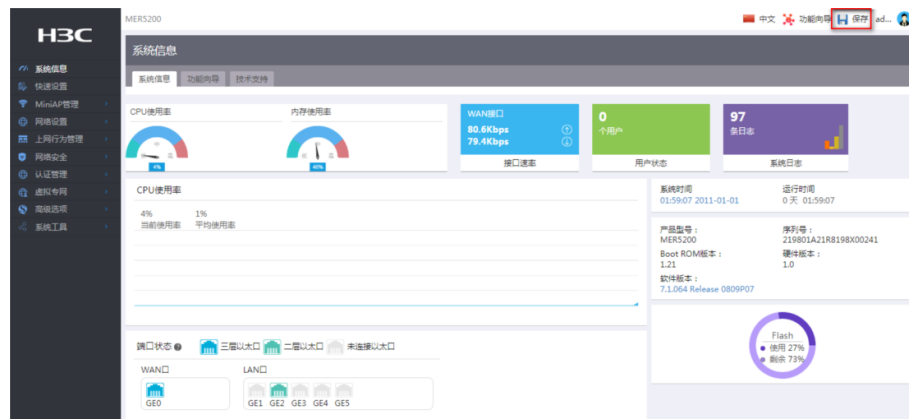 MER5200
中文 功能向导 保存 ad...
H3C
系统信息
快速设置
MiniAP管理
网络设置
上网行为管理
网络安全
认证管理
虚拟专网
高级选项
系统工具
系统信息
系统信息 功能向导 技术支持
CPU使用率
4%
内存使用率
40%
WAN接口
80.6Kbps
79.4Kbps
接口速率
0
个用户
用户状态
97
条日志
系统日志
CPU使用率
4% 1%
当前使用率 平均使用率
系统时间 运行时间
01:59:07 2011-01-01 0 天 01:59:07
产品型号： 序列号：
MER5200 219801A21R8198X00241
Boot ROM版本： 硬件版本：
1.21 1.0
软件版本：
7.1.064 Release 0809P07
Flash
使用 27%
剩余 73%
端口状态 三层以太口 二层以太口 未连接以太口
WAN口 LAN口
GE0 GE1 GE2 GE3 GE4 GE5